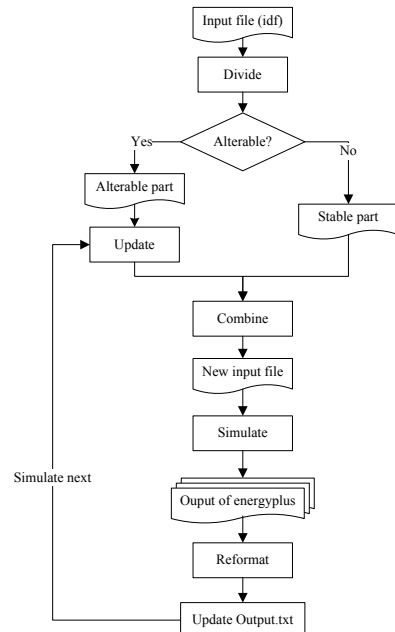 Input file (idf)
Divide
Alterable?
Yes
No
Alterable part
Stable part
Update
Combine
New input file
Simulate
Simulate next
Ouput of energyplus
Reformat
Update Output.txt